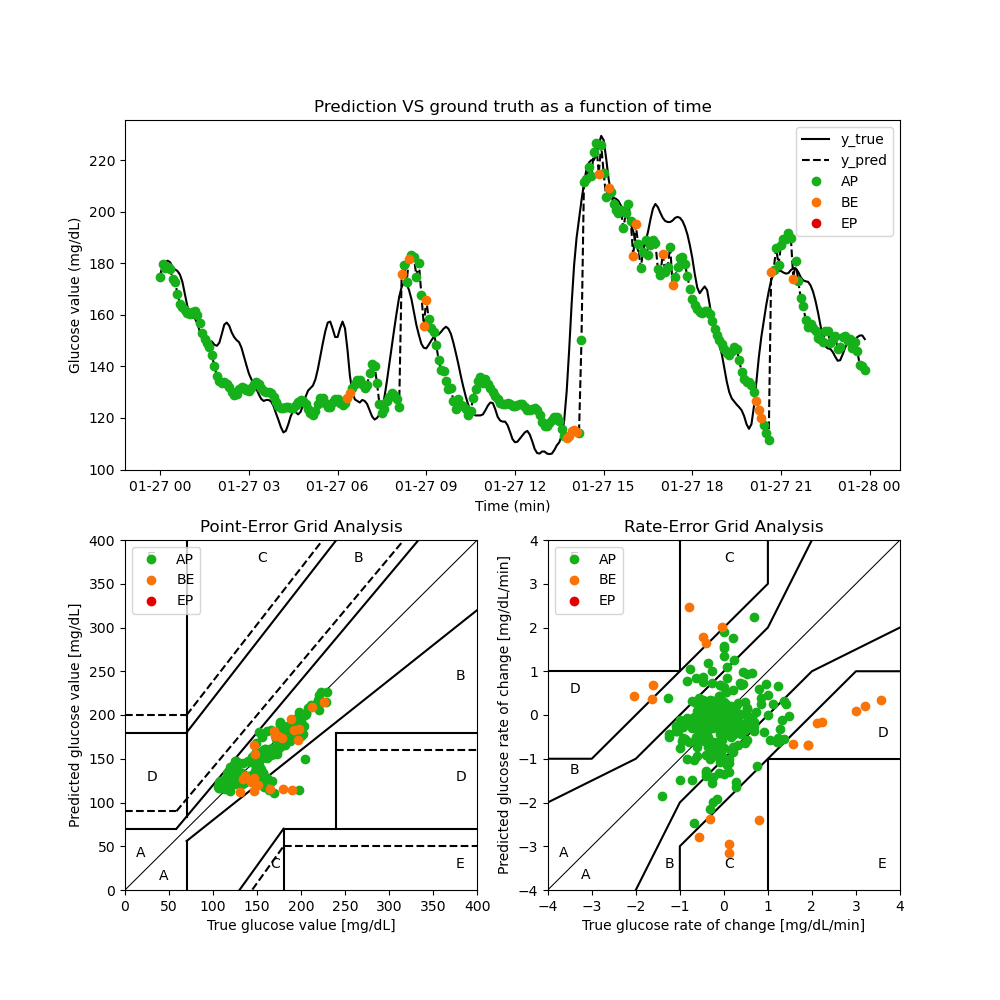 Prediction VS ground truth as a function of time
Glucose value (mg/dL)
220
200
180
160
140
120
100
y_true
y_pred
AP
BE
EP
01-27 00 01-27 03 01-27 06 01-27 09 01-27 12 01-27 15 01-27 18 01-27 21 01-28 00
Time (min)
Point-Error Grid Analysis
Predicted glucose value [mg/dL]
400
350
300
250
200
150
100
50
0
AP
BE
EP
C
B
B
D
D
A
A
C
E
0 50 100 150 200 250 300 350 400
True glucose value [mg/dL]
Rate-Error Grid Analysis
Predicted glucose rate of change [mg/dL/min]
4
3
2
1
0
−1
−2
−3
−4
AP
BE
EP
C
D
D
B
A
A
B
C
E
−4 −3 −2 −1 0 1 2 3 4
True glucose rate of change [mg/dL/min]